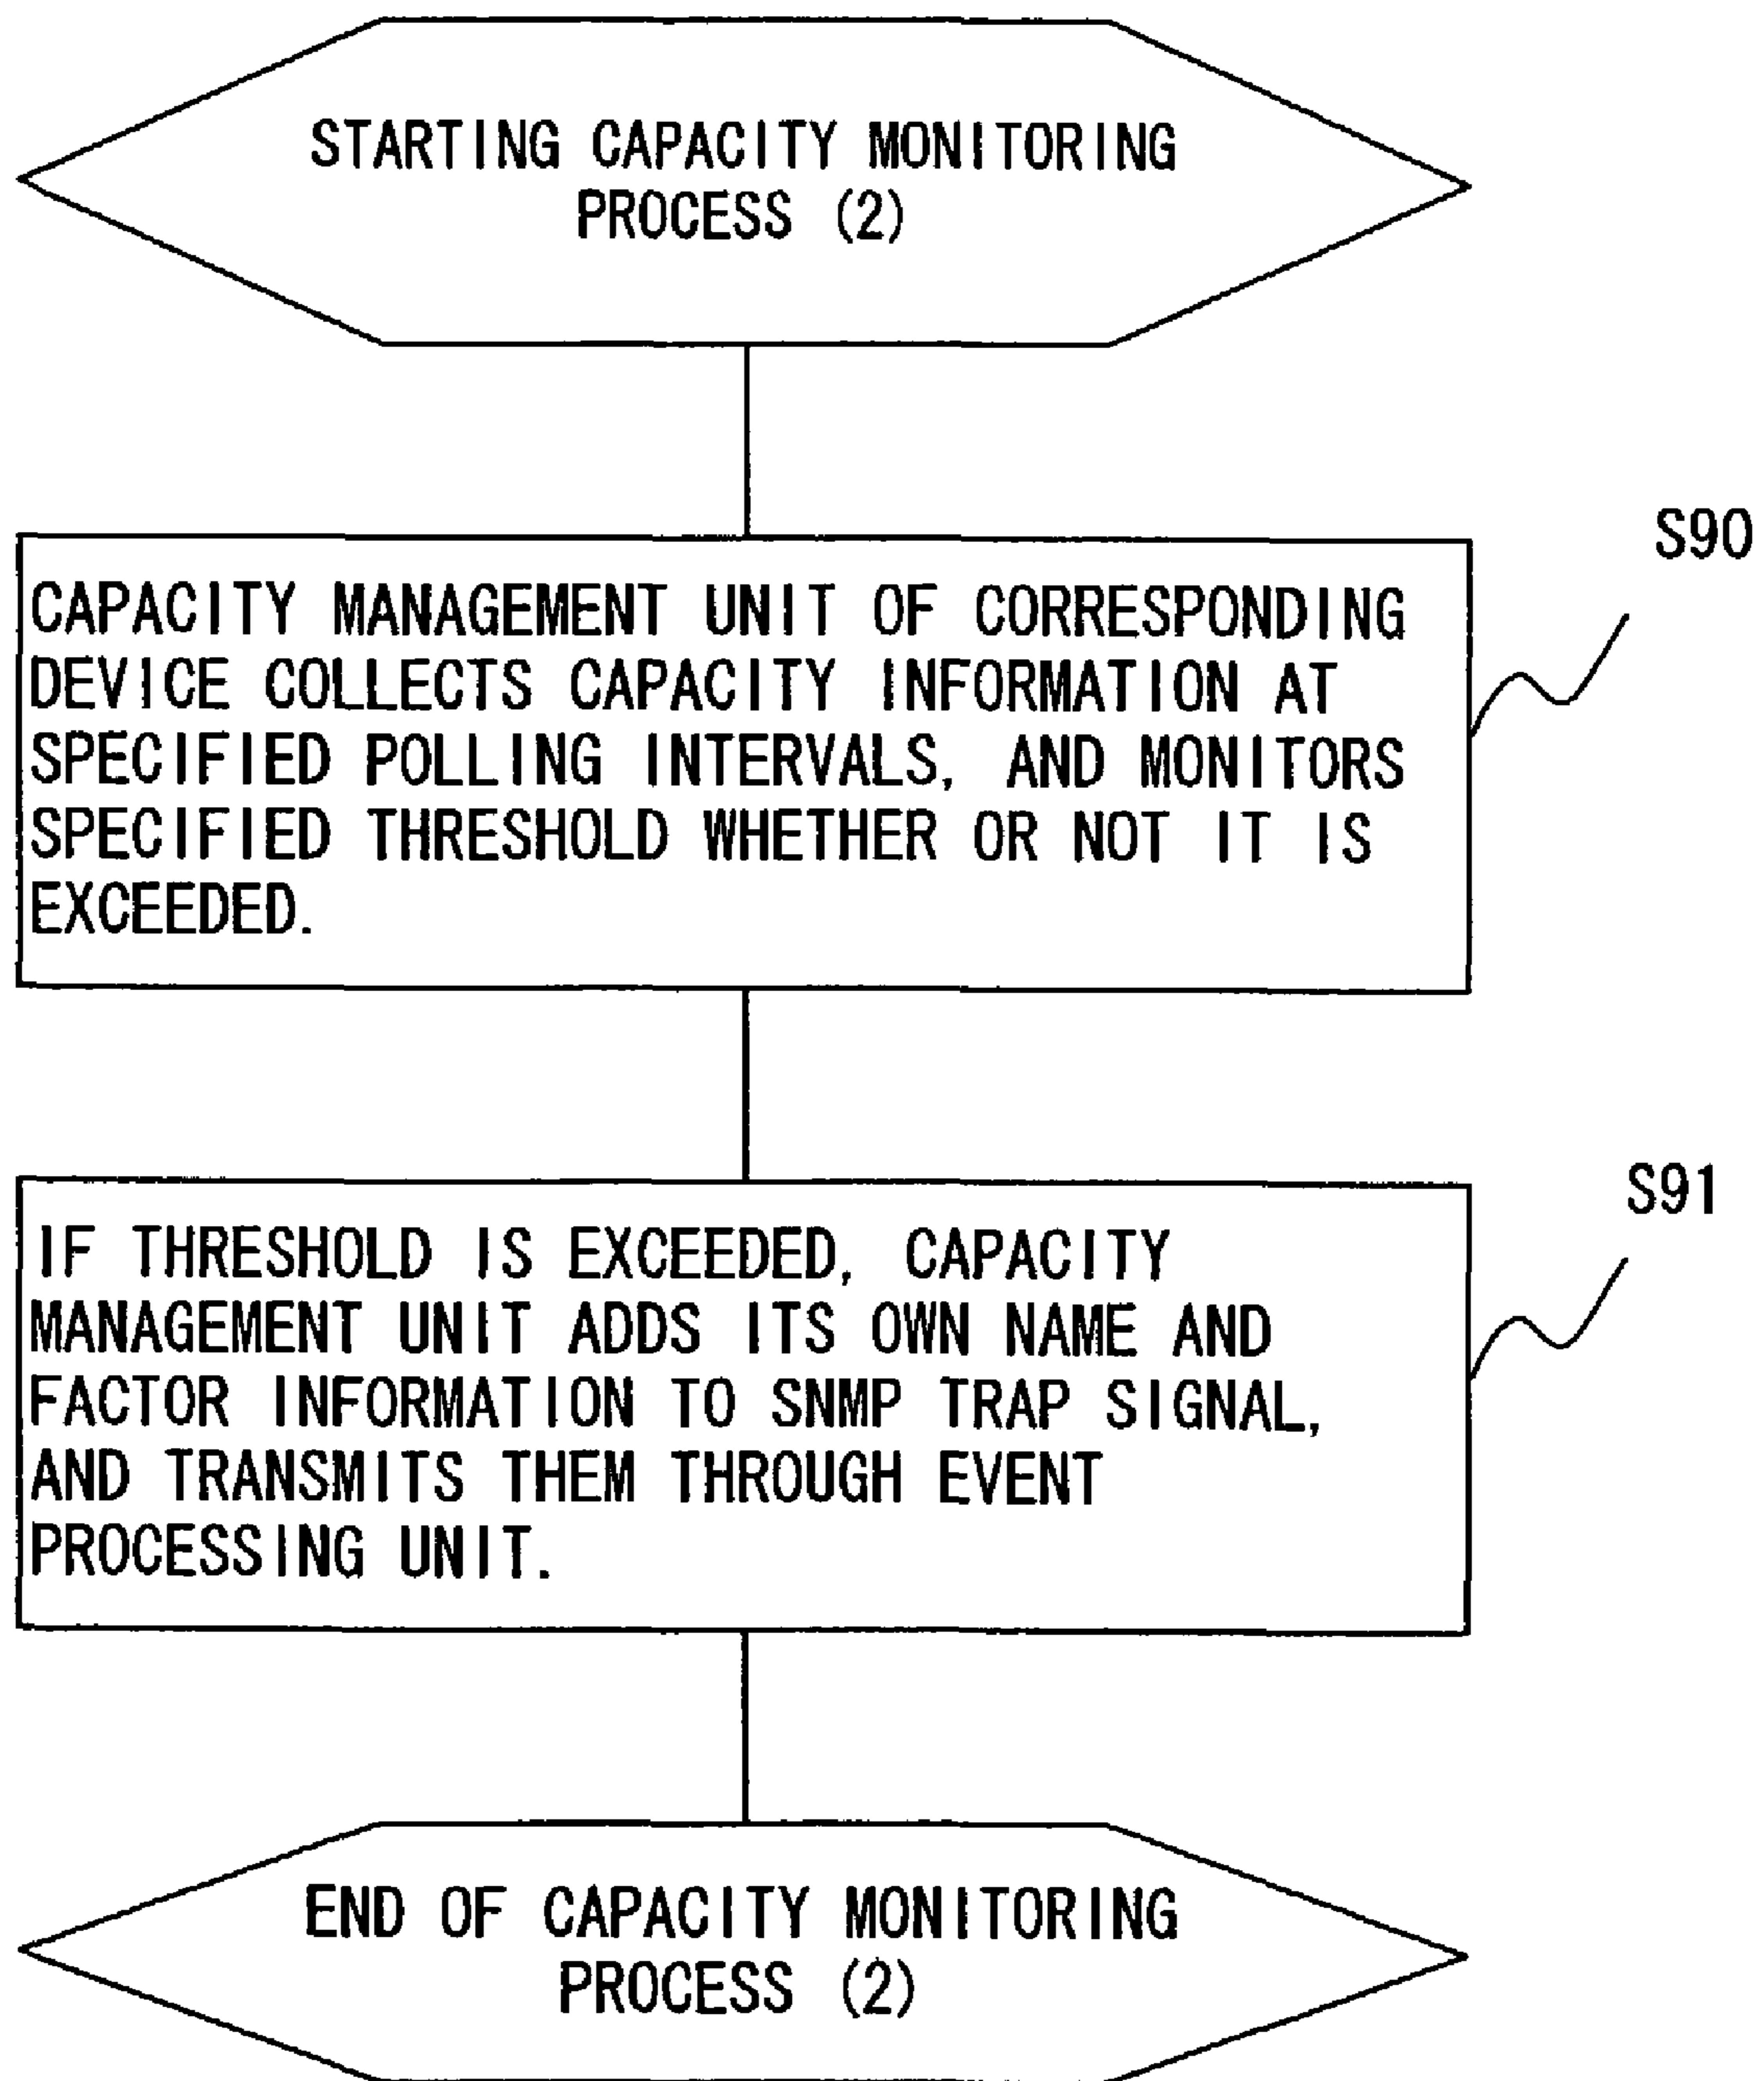 STARTING CAPACITY MONITORING
PROCESS (2)
S90
CAPACITY MANAGEMENT UNIT OF CORRESPONDING
DEVICE COLLECTS CAPACITY INFORMATION AT
SPECIFIED POLLING INTERVALS, AND MONITORS
SPECIFIED THRESHOLD WHETHER OR NOT IT IS
EXCEEDED.
S91
IF THRESHOLD IS EXCEEDED, CAPACITY
MANAGEMENT UNIT ADDS ITS OWN NAME AND
FACTOR INFORMATION TO SNMP TRAP SIGNAL,
AND TRANSMITS THEM THROUGH EVENT
PROCESSING UNIT.
END OF CAPACITY MONITORING
PROCESS (2)